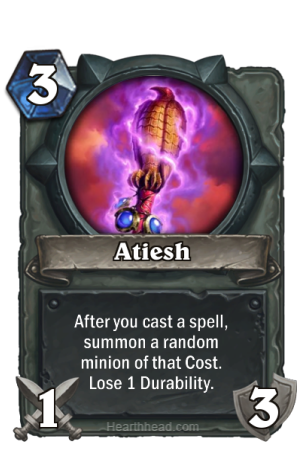 3
Atiesh
After you cast a spell,
summon a random
minion of that Cost.
Lose 1 Durability.
1
3
Hearthhead.com